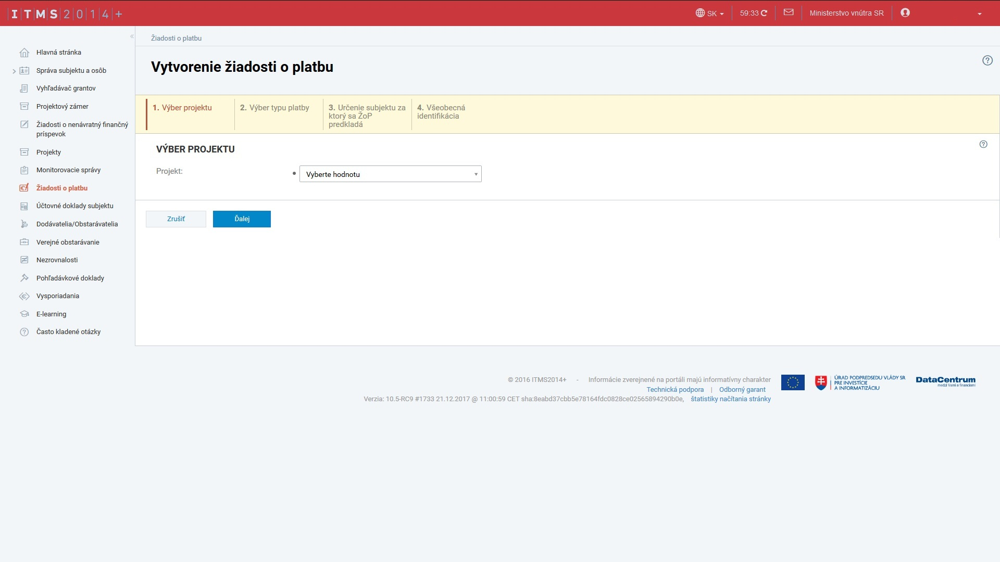 ITMS2014+
SK
59:33
Ministerstvo vnútra SR
«
Hlavná stránka
Správa subjektu a osôb
Vyhľadávač grantov
Projektový zámer
Žiadosti o nenávratný finančný
príspevok
Projekty
Monitorovacie správy
Žiadosti o platbu
Účtovné doklady subjektu
Dodávatelia/Obstarávatelia
Verejné obstarávanie
Nezrovnalosti
Pohľadávkové doklady
Vysporiadania
E-learning
Často kladené otázky
Žiadosti o platbu
Vytvorenie žiadosti o platbu
1. Výber projektu
2. Výber typu platby
3. Určenie subjektu za
ktorý sa ŽoP
predkladá
4. Všeobecná
identifikácia
VÝBER PROJEKTU
Projekt:
Vyberte hodnotu
Zrušiť
Ďalej
© 2016 ITMS2014+ - Informácie zverejnené na portáli majú informatívny charakter
Technická podpora | Odborný garant
Verzia: 10.5-RC9 #1733 21.12.2017 @ 11:00:59 CET sha:8eabd37cbb5e78164fdc0828ce02565894290b0e, štatistiky načítania stránky
ÚRAD PODPREDSEDU VLÁDY SR
PRE INVESTÍCIE
A INFORMATIZÁCIU
DataCentrum
medzi Vami a financiami